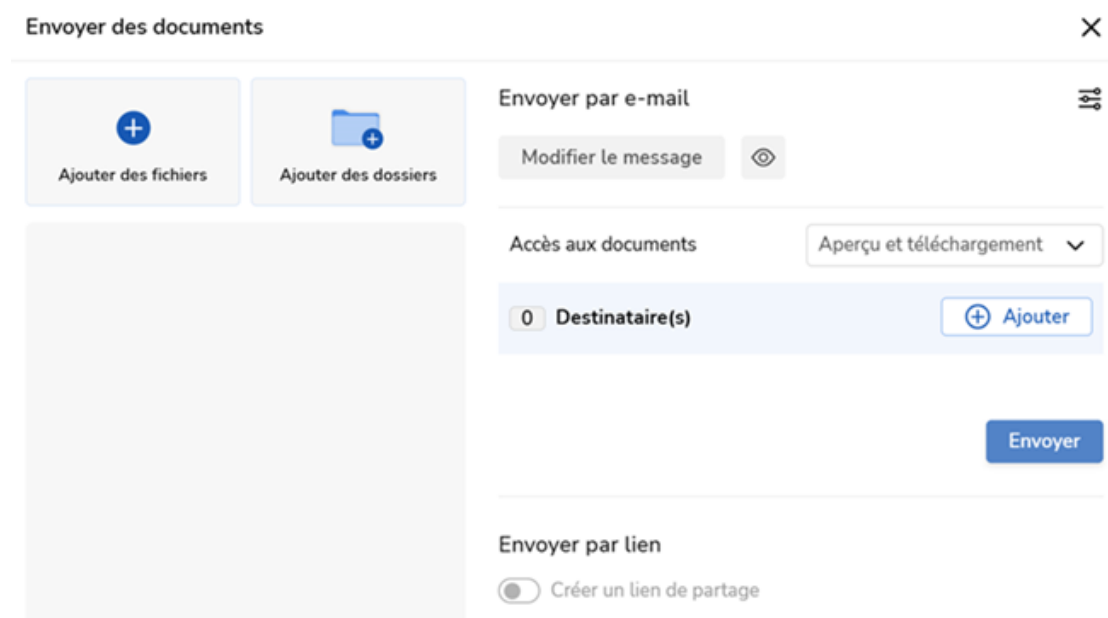 Envoyer des documents
Ajouter des fichiers
Ajouter des dossiers
Envoyer par e-mail
Modifier le message
Accès aux documents
Aperçu et téléchargement
0 Destinataire(s)
Ajouter
Envoyer
Envoyer par lien
Créer un lien de partage